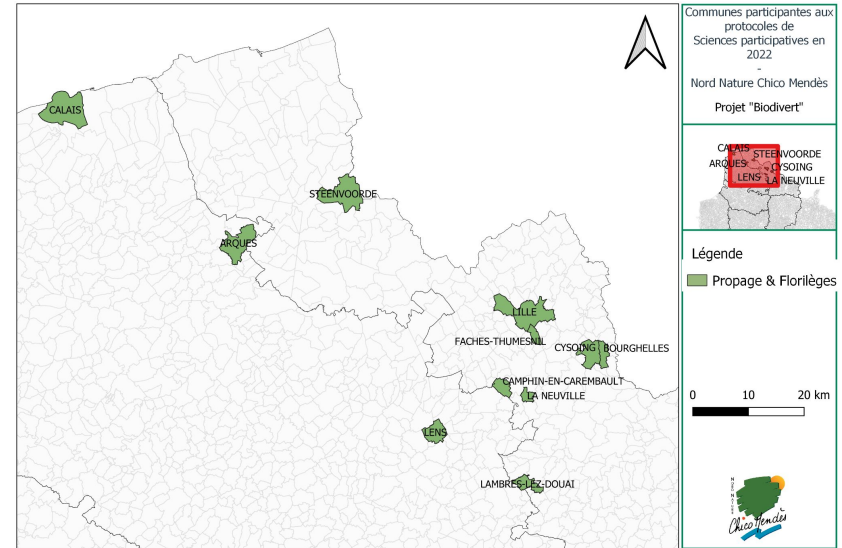 CALAIS
STEENVOORDE
ARQUES
LILLE
FACHES-THUMESNIL
CYSOING
BOURGHELLES
CAMPHIN-EN-CAREMBAULT
LA NEUVILLE
LENS
LAMBRES-LEZ-DOUAI
Communes participantes aux
protocoles de
Sciences participatives en
2022
-
Nord Nature Chico Mendès
Projet "Biodivert"
CALAIS
STEENVOORDE
ARQUES
CYSOING
LENS
LA NEUVILLE
Légende
Propage & Florilèges
0 10 20 km
Chico Mendès